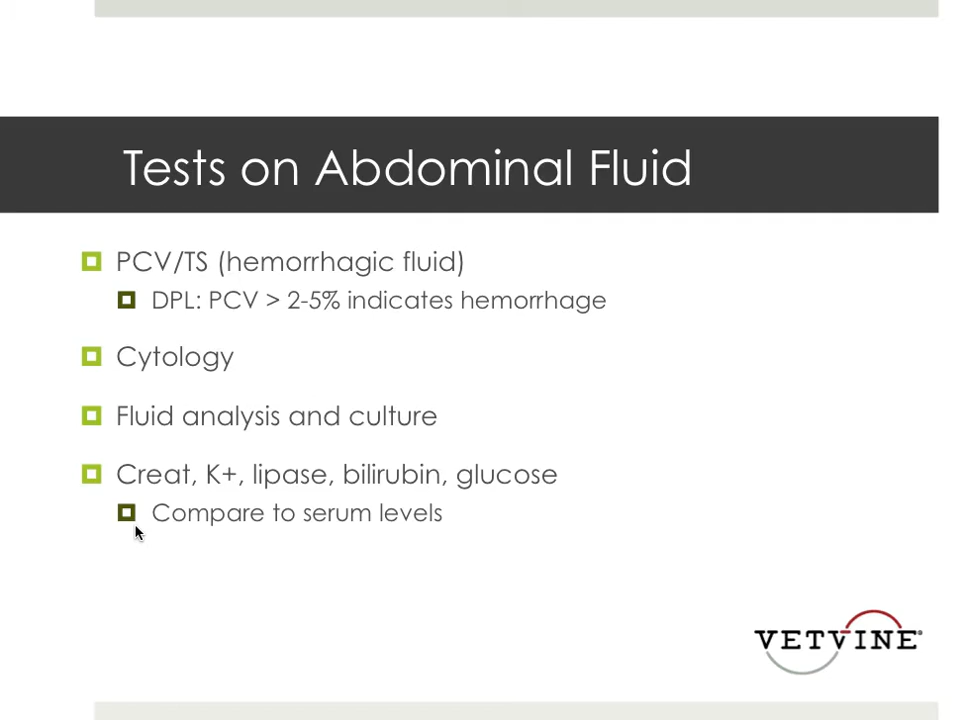 Tests on Abdominal Fluid
PCV/TS (hemorrhagic fluid)
DPL: PCV > 2-5% indicates hemorrhage
Cytology
Fluid analysis and culture
Creat, K+, lipase, bilirubin, glucose
Compare to serum levels
VETVINE®